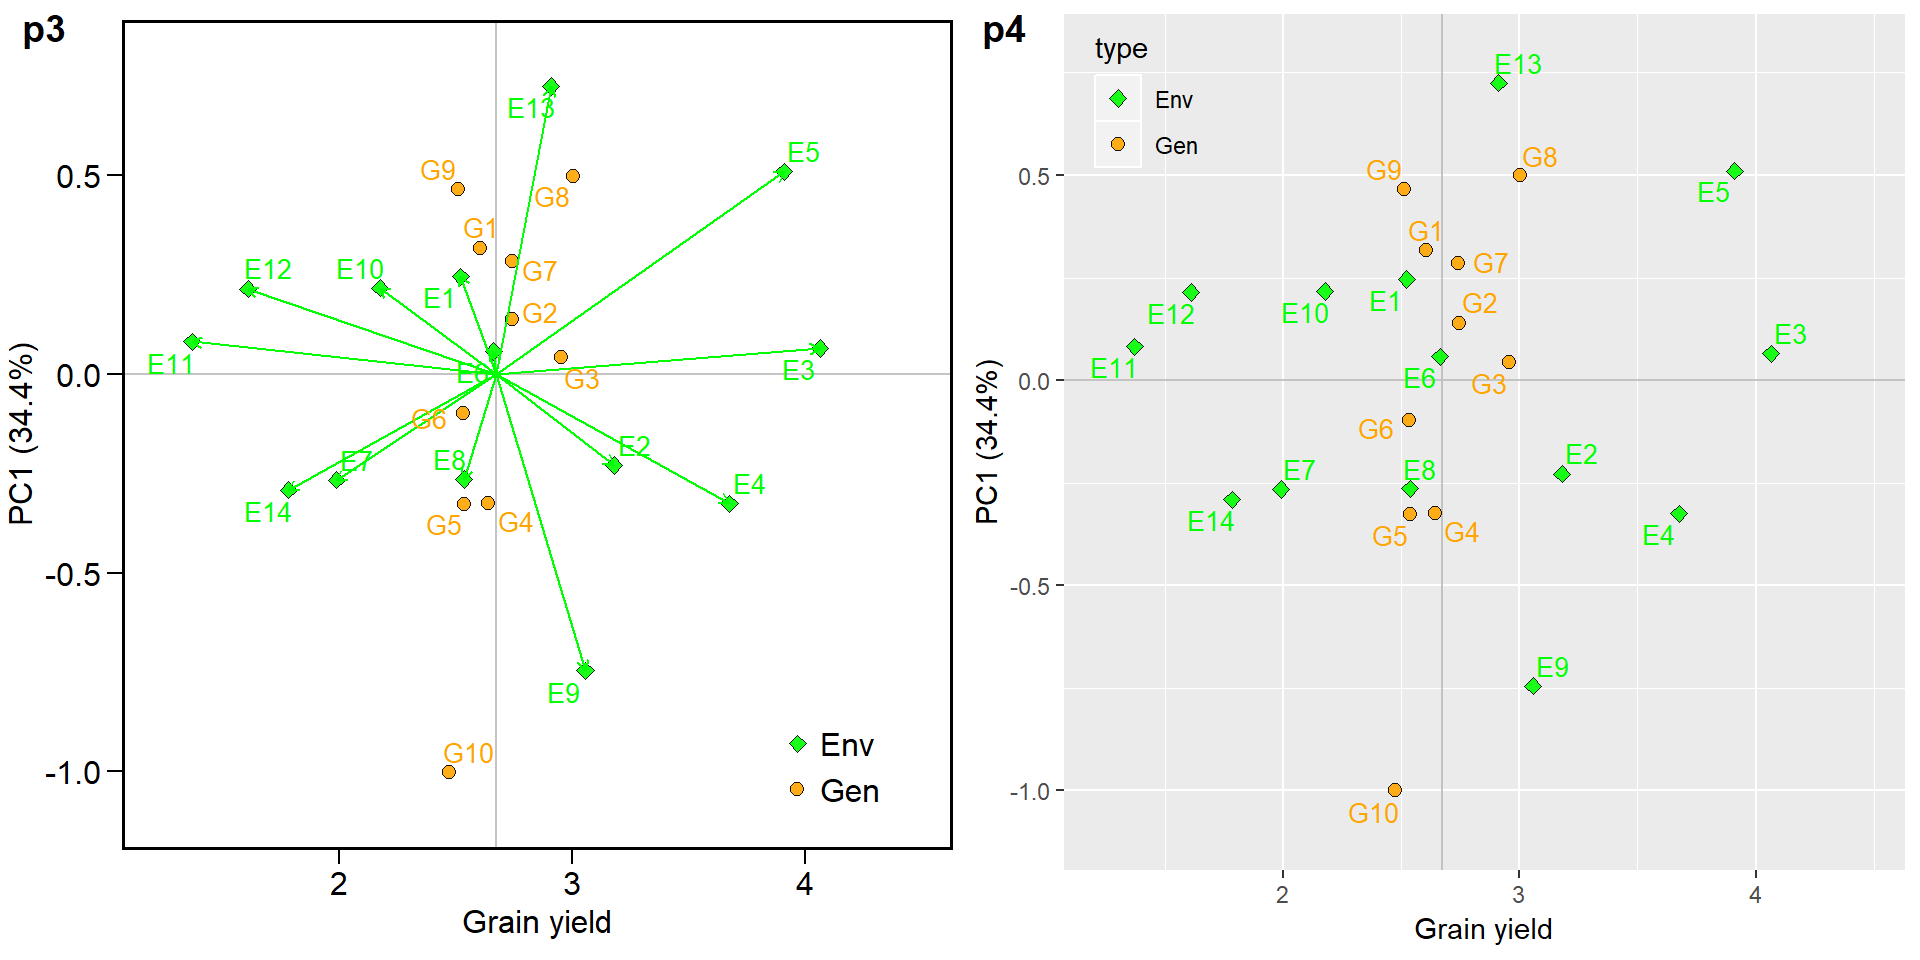 p3
E13
E5
G9
G8
G1
E12
E10
G7
E1
G2
E11
E6
E3
G3
G6
E7
E8
E2
E4
E14
G5
G4
E9
G10
Env
Gen
0.5
0.0
-0.5
-1.0
2 3 4
PC1 (34.4%)
Grain yield
p4
type
Env
Gen
E13
G8
G9
E5
G1
G7
E1
G2
E12
E10
E3
E11
E6
G3
G6
E2
E7
E8
E14
G5
G4
E4
E9
G10
0.5
0.0
-0.5
-1.0
2 3 4
PC1 (34.4%)
Grain yield